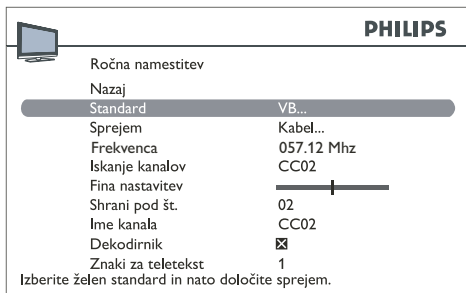 PHILIPS
Ročna namestitev
Nazaj
Standard VB...
Sprejem Kabel...
Frekvenca 057.12 Mhz
Iskanje kanalov CC02
Fina nastavitev
Shrani pod št. 02
Ime kanala CC02
Dekodirnik
Znaki za teletekst 1
Izberite želen standard in nato določite sprejem.